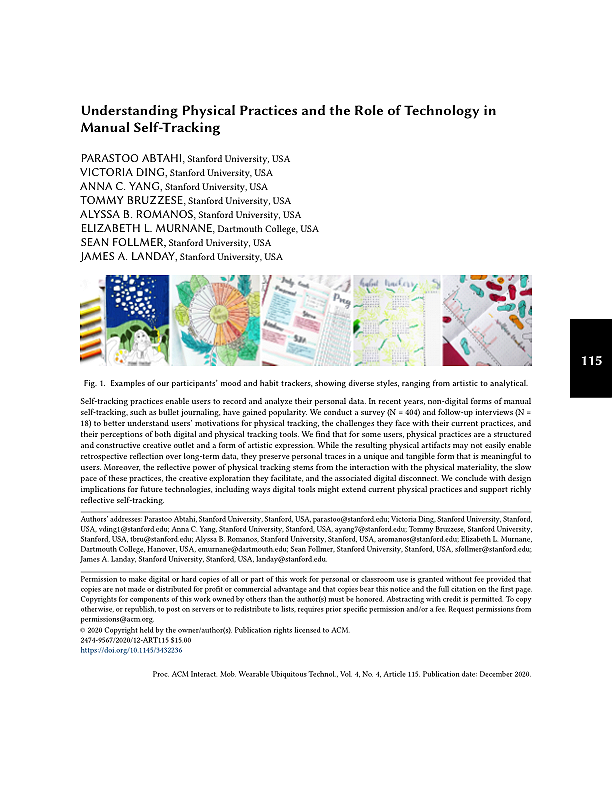 Understanding Physical Practices and the Role of Technology in
Manual Self-Tracking
PARASTOO ABTAHI, Stanford University, USA
VICTORIA DING, Stanford University, USA
ANNA C. YANG, Stanford University, USA
TOMMY BRUZZESE, Stanford University, USA
ALYSSA B. ROMANOS, Stanford University, USA
ELIZABETH L. MURNANE, Dartmouth College, USA
SEAN FOLLMER, Stanford University, USA
JAMES A. LANDAY, Stanford University, USA
115
Fig. 1. Examples of our participants' mood and habit trackers, showing diverse styles, ranging from artistic to analytical.
Self-tracking practices enable users to record and analyze their personal data. In recent years, non-digital forms of manual
self-tracking, such as bullet journaling, have gained popularity. We conduct a survey (N = 404) and follow-up interviews (N =
18) to better understand users' motivations for physical tracking, the challenges they face with their current practices, and
their perceptions of both digital and physical tracking tools. We find that for some users, physical practices are a structured
and constructive creative outlet and a form of artistic expression. While the resulting physical artifacts may not easily enable
retrospective reflection over long-term data, they preserve personal traces in a unique and tangible form that is meaningful to
users. Moreover, the reflective power of physical tracking stems from the interaction with the physical materiality, the slow
pace of these practices, the creative exploration they facilitate, and the associated digital disconnect. We conclude with design
implications for future technologies, including ways digital tools might extend current physical practices and support richly
reflective self-tracking.
Authors' addresses: Parastoo Abtahi, Stanford University, Stanford, USA, parastoo@stanford.edu; Victoria Ding, Stanford University, Stanford,
USA, vding1@stanford.edu; Anna C. Yang, Stanford University, Stanford, USA, ayang7@stanford.edu; Tommy Bruzzese, Stanford University,
Stanford, USA, tbru@stanford.edu; Alyssa B. Romanos, Stanford University, Stanford, USA, aromanos@stanford.edu; Elizabeth L. Murnane,
Dartmouth College, Hanover, USA, emurnane@dartmouth.edu; Sean Follmer, Stanford University, Stanford, USA, sfollmer@stanford.edu;
James A. Landay, Stanford University, Stanford, USA, landay@stanford.edu.
Permission to make digital or hard copies of all or part of this work for personal or classroom use is granted without fee provided that
copies are not made or distributed for profit or commercial advantage and that copies bear this notice and the full citation on the first page.
Copyrights for components of this work owned by others than the author(s) must be honored. Abstracting with credit is permitted. To copy
otherwise, or republish, to post on servers or to redistribute to lists, requires prior specific permission and/or a fee. Request permissions from
permissions@acm.org.
© 2020 Copyright held by the owner/author(s). Publication rights licensed to ACM.
2474-9567/2020/12-ART115 $15.00
https://doi.org/10.1145/3432236
Proc. ACM Interact. Mob. Wearable Ubiquitous Technol., Vol. 4, No. 4, Article 115. Publication date: December 2020.